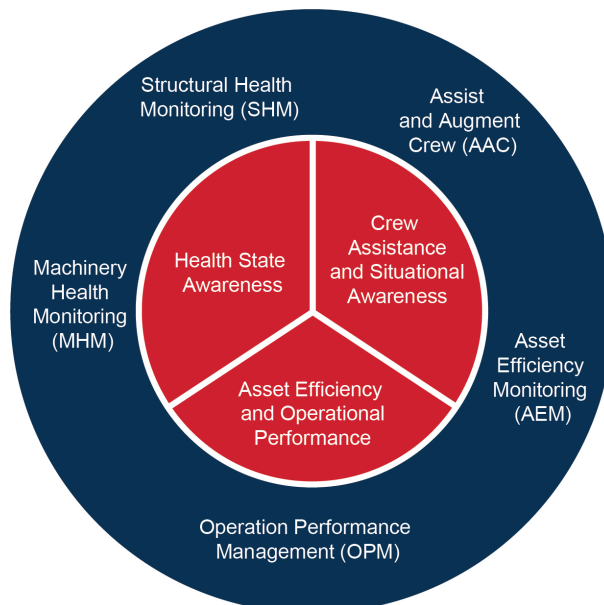 Structural Health
Monitoring (SHM)
Assist
and Augment
Crew (AAC)
Health State
Awareness
Crew
Assistance
and Situational
Awareness
Machinery
Health
Monitoring
(MHM)
Asset
Efficiency
Monitoring
(AEM)
Asset Efficiency
and Operational
Performance
Operation Performance
Management (OPM)